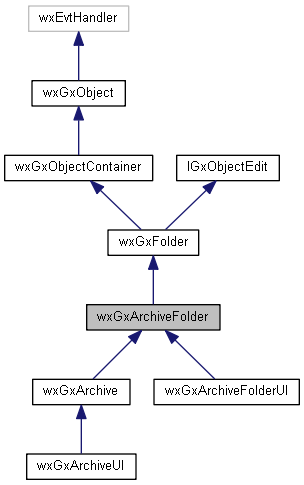 wxEvtHandler
wxGxObject
wxGxObjectContainer
IGxObjectEdit
wxGxFolder
wxGxArchiveFolder
wxGxArchive
wxGxArchiveFolderUI
wxGxArchiveUI